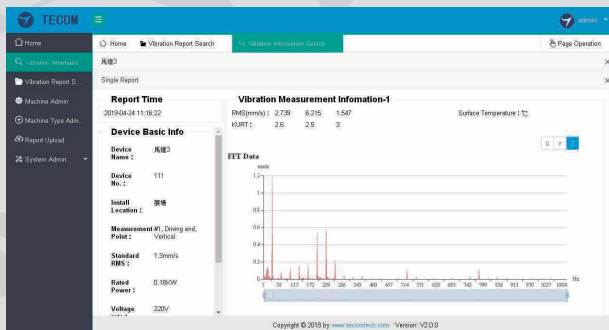 TECOM
admin1
Home
Vibration Informatio
Vibration Report S...
Machine Admin
Machine Type Adm...
Report Upload
System Admin
Home
Vibration Report Search
Vibration Information Search
Page Operation
馬達3
Single Report
Report Time
2019-04-24 11:16:22
Device Basic Info
Device Name： 馬達3
Device No.： 111
Install Location：
Measurement Point： #1, Driving end, Vertical
Standard RMS： 1.3mm/s
Rated Power： 0.18KW
Voltage 220V
Vibration Measurement Infomation-1
RMS(mm/s)： 2.739 6.215 1.547
KURT： 2.6 2.5 3
Surface Temperature：℃
X Y Z
FFT Data
mm/s
1.2
1
0.8
0.6
0.4
0.2
0
Hz
Copyright © 2018 by www.tecomtech.com Version: V2.0.0